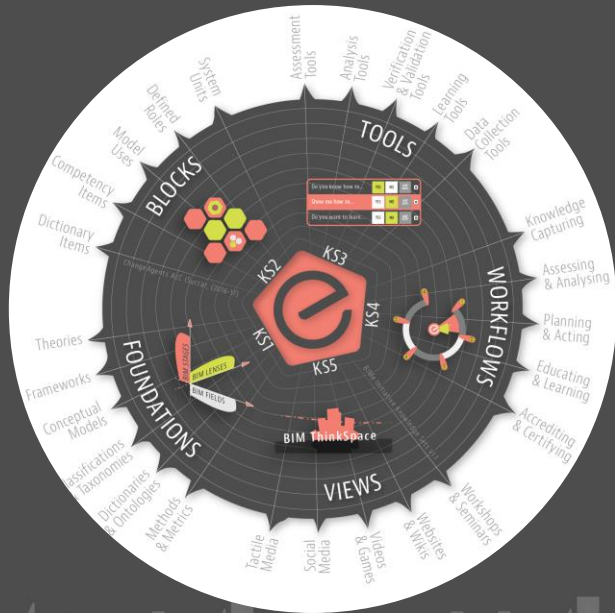 Assessment
Tools
Analysis
Tools
Verification
& Validation
Tools
Learning
Tools
Data
Collection
Tools
TOOLS
Knowledge
Capturing
Assessing
& Analysing
Planning
& Acting
Educating
& Learning
Accrediting
& Certifying
WORKFLOWS
Workshops
& Seminars
Websites
& Wikis
Videos
& Games
Social
Media
Tactile
Media
VIEWS
Methods
& Metrics
Dictionaries
& Ontologies
lassifications
Taxonomies
Conceptual
Models
Frameworks
Theories
FOUNDATIONS
Dictionary
Items
Competency
Items
Model
Uses
Defined
Roles
System
Units
BLOCKS
Do you know how to...
Show me how to...
Do you want to
KS1
KS2
KS3
KS4
KS5
BIM STAGES
BIM LENSES
BIM FIELDS
BIM ThinkSpace